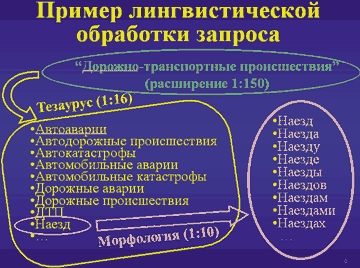 Пример лингвистической
обработки запроса
“Дорожно-транспортные происшествия”
(расширение 1:150)
Тезаурус (1:16)
•Автоаварии
•Автодорожные происшествия
•Автокатастрофы
•Автомобильные аварии
•Автомобильные катастрофы
•Дорожные аварии
•Дорожные происшествия
•ДТП
•Наезд
•…
Морфология (1:10)
•Наезд
•Наезда
•Наезду
•Наезде
•Наезды
•Наездов
•Наездам
•Наездами
•Наездах
…